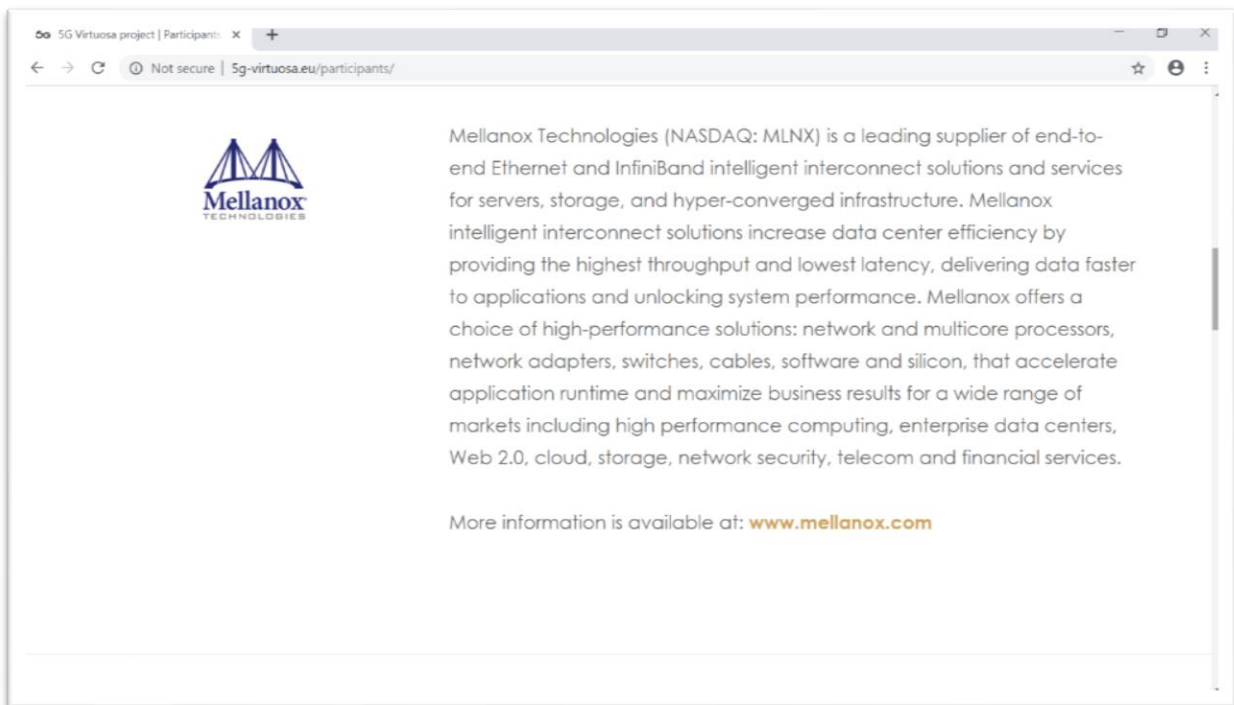 5G 5G Virtuosa project | Participants
Not secure | 5g-virtuosa.eu/participants/
Mellanox
TECHNOLOGIES
Mellanox Technologies (NASDAQ: MLNX) is a leading supplier of end-to-
end Ethernet and InfiniBand intelligent interconnect solutions and services
for servers, storage, and hyper-converged infrastructure. Mellanox
intelligent interconnect solutions increase data center efficiency by
providing the highest throughput and lowest latency, delivering data faster
to applications and unlocking system performance. Mellanox offers a
choice of high-performance solutions: network and multicore processors,
network adapters, switches, cables, software and silicon, that accelerate
application runtime and maximize business results for a wide range of
markets including high performance computing, enterprise data centers,
Web 2.0, cloud, storage, network security, telecom and financial services.
More information is available at: www.mellanox.com